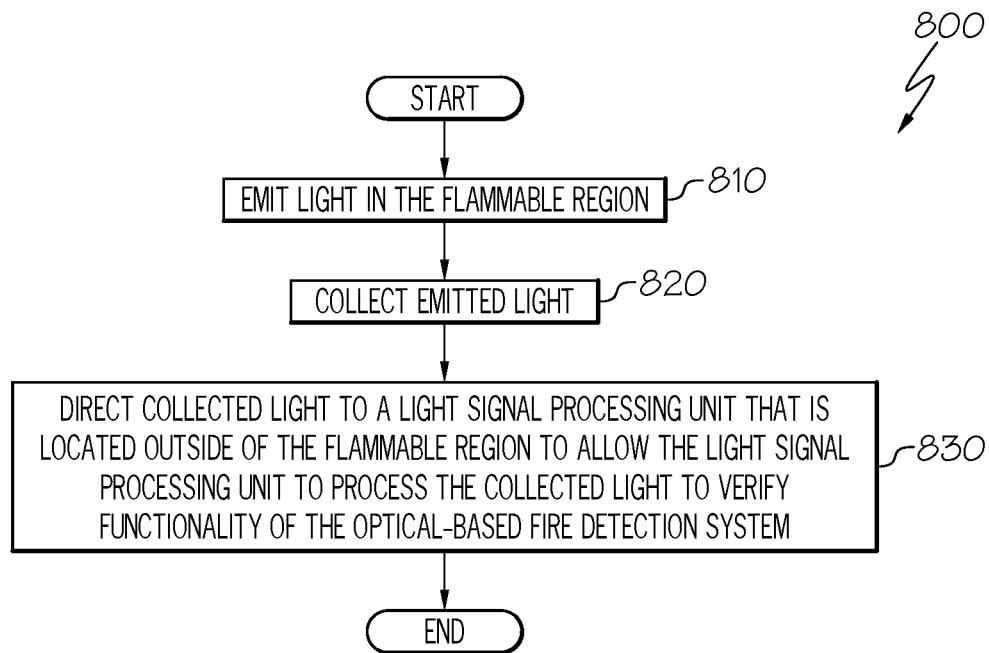 800
START
EMIT LIGHT IN THE FLAMMABLE REGION
810
COLLECT EMITTED LIGHT
820
DIRECT COLLECTED LIGHT TO A LIGHT SIGNAL PROCESSING UNIT THAT IS
LOCATED OUTSIDE OF THE FLAMMABLE REGION TO ALLOW THE LIGHT SIGNAL
PROCESSING UNIT TO PROCESS THE COLLECTED LIGHT TO VERIFY
FUNCTIONALITY OF THE OPTICAL-BASED FIRE DETECTION SYSTEM
830
END